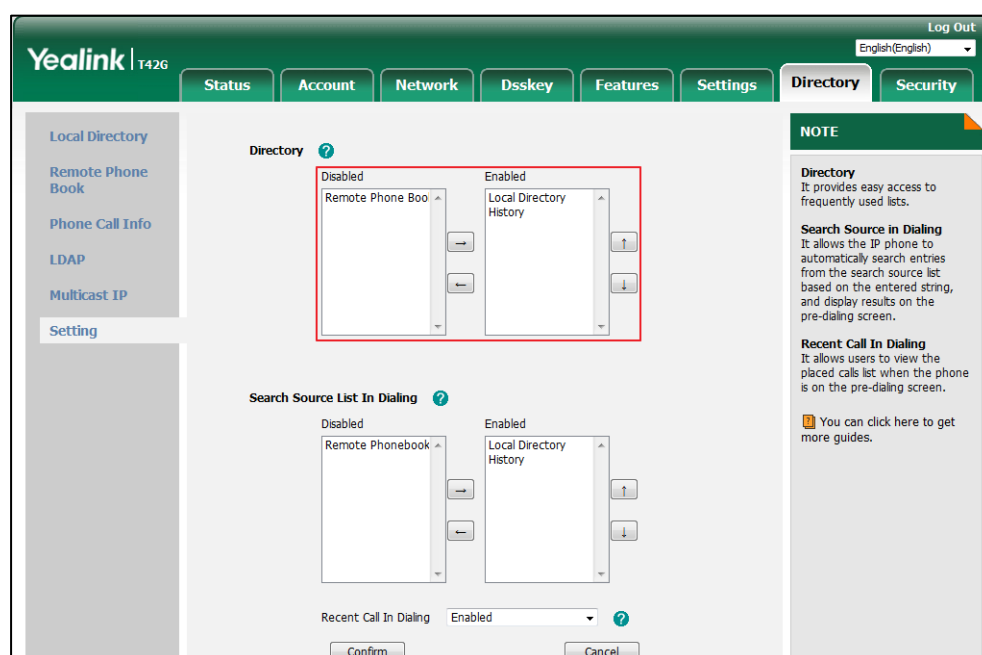 Log Out
Yealink T42G
English(English)
Status Account Network Dsskey Features Settings Directory Security
Local Directory
Remote Phone
Book
Phone Call Info
LDAP
Multicast IP
Setting
Directory ?
Disabled Enabled
Remote Phone Boo
Local Directory
History
→
←
↑
↓
Search Source List In Dialing ?
Disabled Enabled
Remote Phonebook
Local Directory
History
→
←
↑
↓
Recent Call In Dialing Enabled ?
Confirm Cancel
NOTE
Directory
It provides easy access to
frequently used lists.
Search Source in Dialing
It allows the IP phone to
automatically search entries
from the search source list
based on the entered string,
and display results on the
pre-dialing screen.
Recent Call In Dialing
It allows users to view the
placed calls list when the phone
is on the pre-dialing screen.
? You can click here to get
more guides.